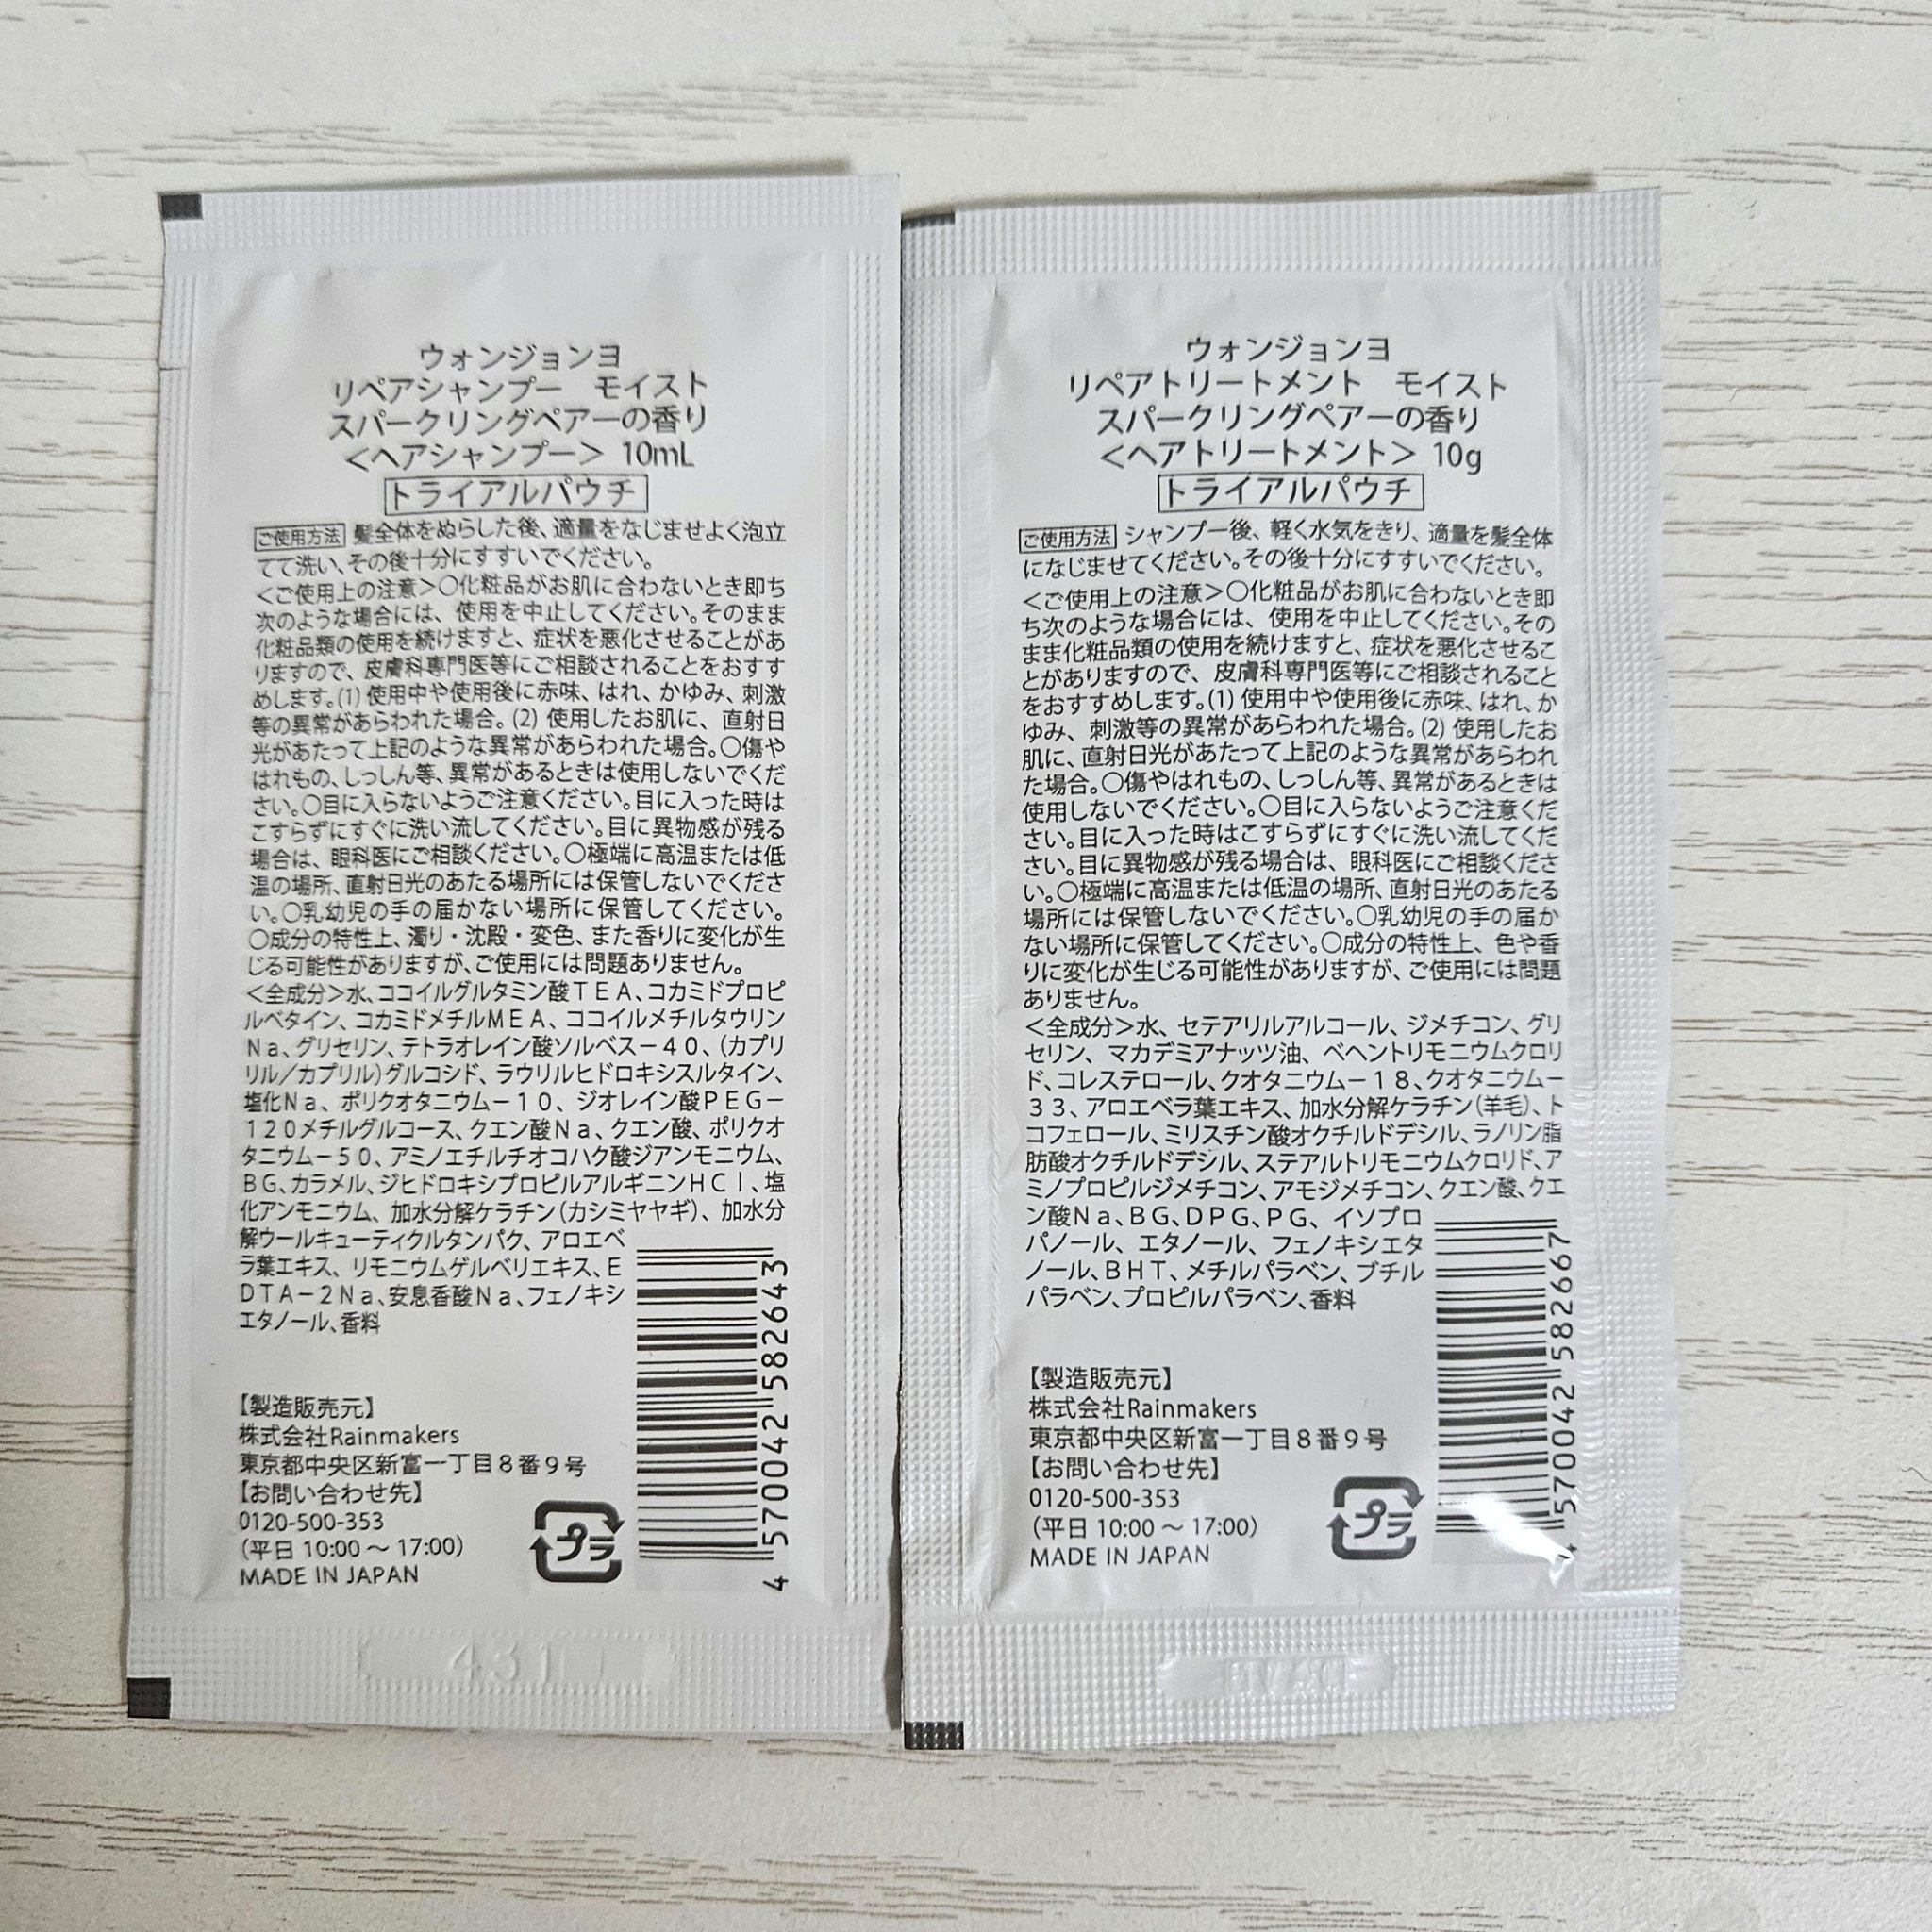 ウォンジョンヨ
リペアシャンプー　モイスト
スパークリングペアーの香り
＜ヘアシャンプー＞ 10mL
トライアルパウチ
ご使用方法 髪全体をぬらした後、適量をなじませよく泡立
てて洗い、その後十分にすすいでください。
＜ご使用上の注意＞○化粧品がお肌に合わないとき即ち
次のような場合には、使用を中止してください。そのまま
化粧品類の使用を続けますと、症状を悪化させることがあ
りますので、皮膚科専門医等にご相談されることをおすす
めします。(1) 使用中や使用後に赤味、はれ、かゆみ、刺激
等の異常があらわれた場合。(2) 使用したお肌に、直射日
光があたって上記のような異常があらわれた場合。○傷や
はれもの、しっしん等、異常があるときは使用しないでくだ
さい。○目に入らないようご注意ください。目に入った時は
こすらずにすぐに洗い流してください。目に異物感が残る
場合は、眼科医にご相談ください。○極端に高温または低
温の場所、直射日光のあたる場所には保管しないでくださ
い。○乳幼児の手の届かない場所に保管してください。
○成分の特性上、濁り・沈殿・変色、また香りに変化が生
じる可能性がありますが、ご使用には問題ありません。
＜全成分＞水、ココイルグルタミン酸ＴＥＡ、コカミドプロピ
ルベタイン、コカミドメチルＭＥＡ、ココイルメチルタウリン
Ｎａ、グリセリン、テトラオレイン酸ソルベス－４０、（カプリ
リル／カプリル）グルコシド、ラウリルヒドロキシスルタイン、
塩化Ｎａ、ポリクオタニウム－１０、ジオレイン酸ＰＥＧ－
１２０メチルグルコース、クエン酸Ｎａ、クエン酸、ポリクオ
タニウム－５０、アミノエチルチオコハク酸ジアンモニウム、
ＢＧ、カラメル、ジヒドロキシプロピルアルギニンＨＣｌ、塩
化アンモニウム、加水分解ケラチン（カシミヤヤギ）、加水分
解ウールキューティクルタンパク、アロエベ
ラ葉エキス、リモニウムゲルベリエキス、Ｅ
ＤＴＡ－２Ｎａ、安息香酸Ｎａ、フェノキシ
エタノール、香料
【製造販売元】
株式会社Rainmakers
東京都中央区新富一丁目８番９号
【お問い合わせ先】
0120-500-353
（平日 10:00 ～ 17:00）
MADE IN JAPAN
プラ
4 570042 582643
431
ウォンジョンヨ
リペアトリートメント　モイスト
スパークリングペアーの香り
＜ヘアトリートメント＞ 10g
トライアルパウチ
ご使用方法 シャンプー後、軽く水気をきり、適量を髪全体
になじませてください。その後十分にすすいでください。
＜ご使用上の注意＞○化粧品がお肌に合わないとき即
ち次のような場合には、使用を中止してください。その
まま化粧品類の使用を続けますと、症状を悪化させるこ
とがありますので、皮膚科専門医等にご相談されること
をおすすめします。(1) 使用中や使用後に赤味、はれ、か
ゆみ、刺激等の異常があらわれた場合。(2) 使用したお
肌に、直射日光があたって上記のような異常があらわれ
た場合。○傷やはれもの、しっしん等、異常があるときは
使用しないでください。○目に入らないようご注意くだ
さい。目に入った時はこすらずにすぐに洗い流してくだ
さい。目に異物感が残る場合は、眼科医にご相談くださ
い。○極端に高温または低温の場所、直射日光のあたる
場所には保管しないでください。○乳幼児の手の届か
ない場所に保管してください。○成分の特性上、色や香
りに変化が生じる可能性がありますが、ご使用には問題
ありません。
＜全成分＞水、セテアリルアルコール、ジメチコン、グリ
セリン、マカデミアナッツ油、ベヘントリモニウムクロリ
ド、コレステロール、クオタニウム－１８、クオタニウム－
３３、アロエベラ葉エキス、加水分解ケラチン（羊毛）、ト
コフェロール、ミリスチン酸オクチルドデシル、ラノリン脂
肪酸オクチルドデシル、ステアルトリモニウムクロリド、ア
ミノプロピルジメチコン、アモジメチコン、クエン酸、クエ
ン酸Ｎａ、ＢＧ、ＤＰＧ、ＰＧ、イソプロ
パノール、エタノール、フェノキシエタ
ノール、ＢＨＴ、メチルパラベン、ブチル
パラベン、プロピルパラベン、香料
【製造販売元】
株式会社Rainmakers
東京都中央区新富一丁目８番９号
【お問い合わせ先】
0120-500-353
（平日 10:00 ～ 17:00）
MADE IN JAPAN
プラ
4 570042 582667